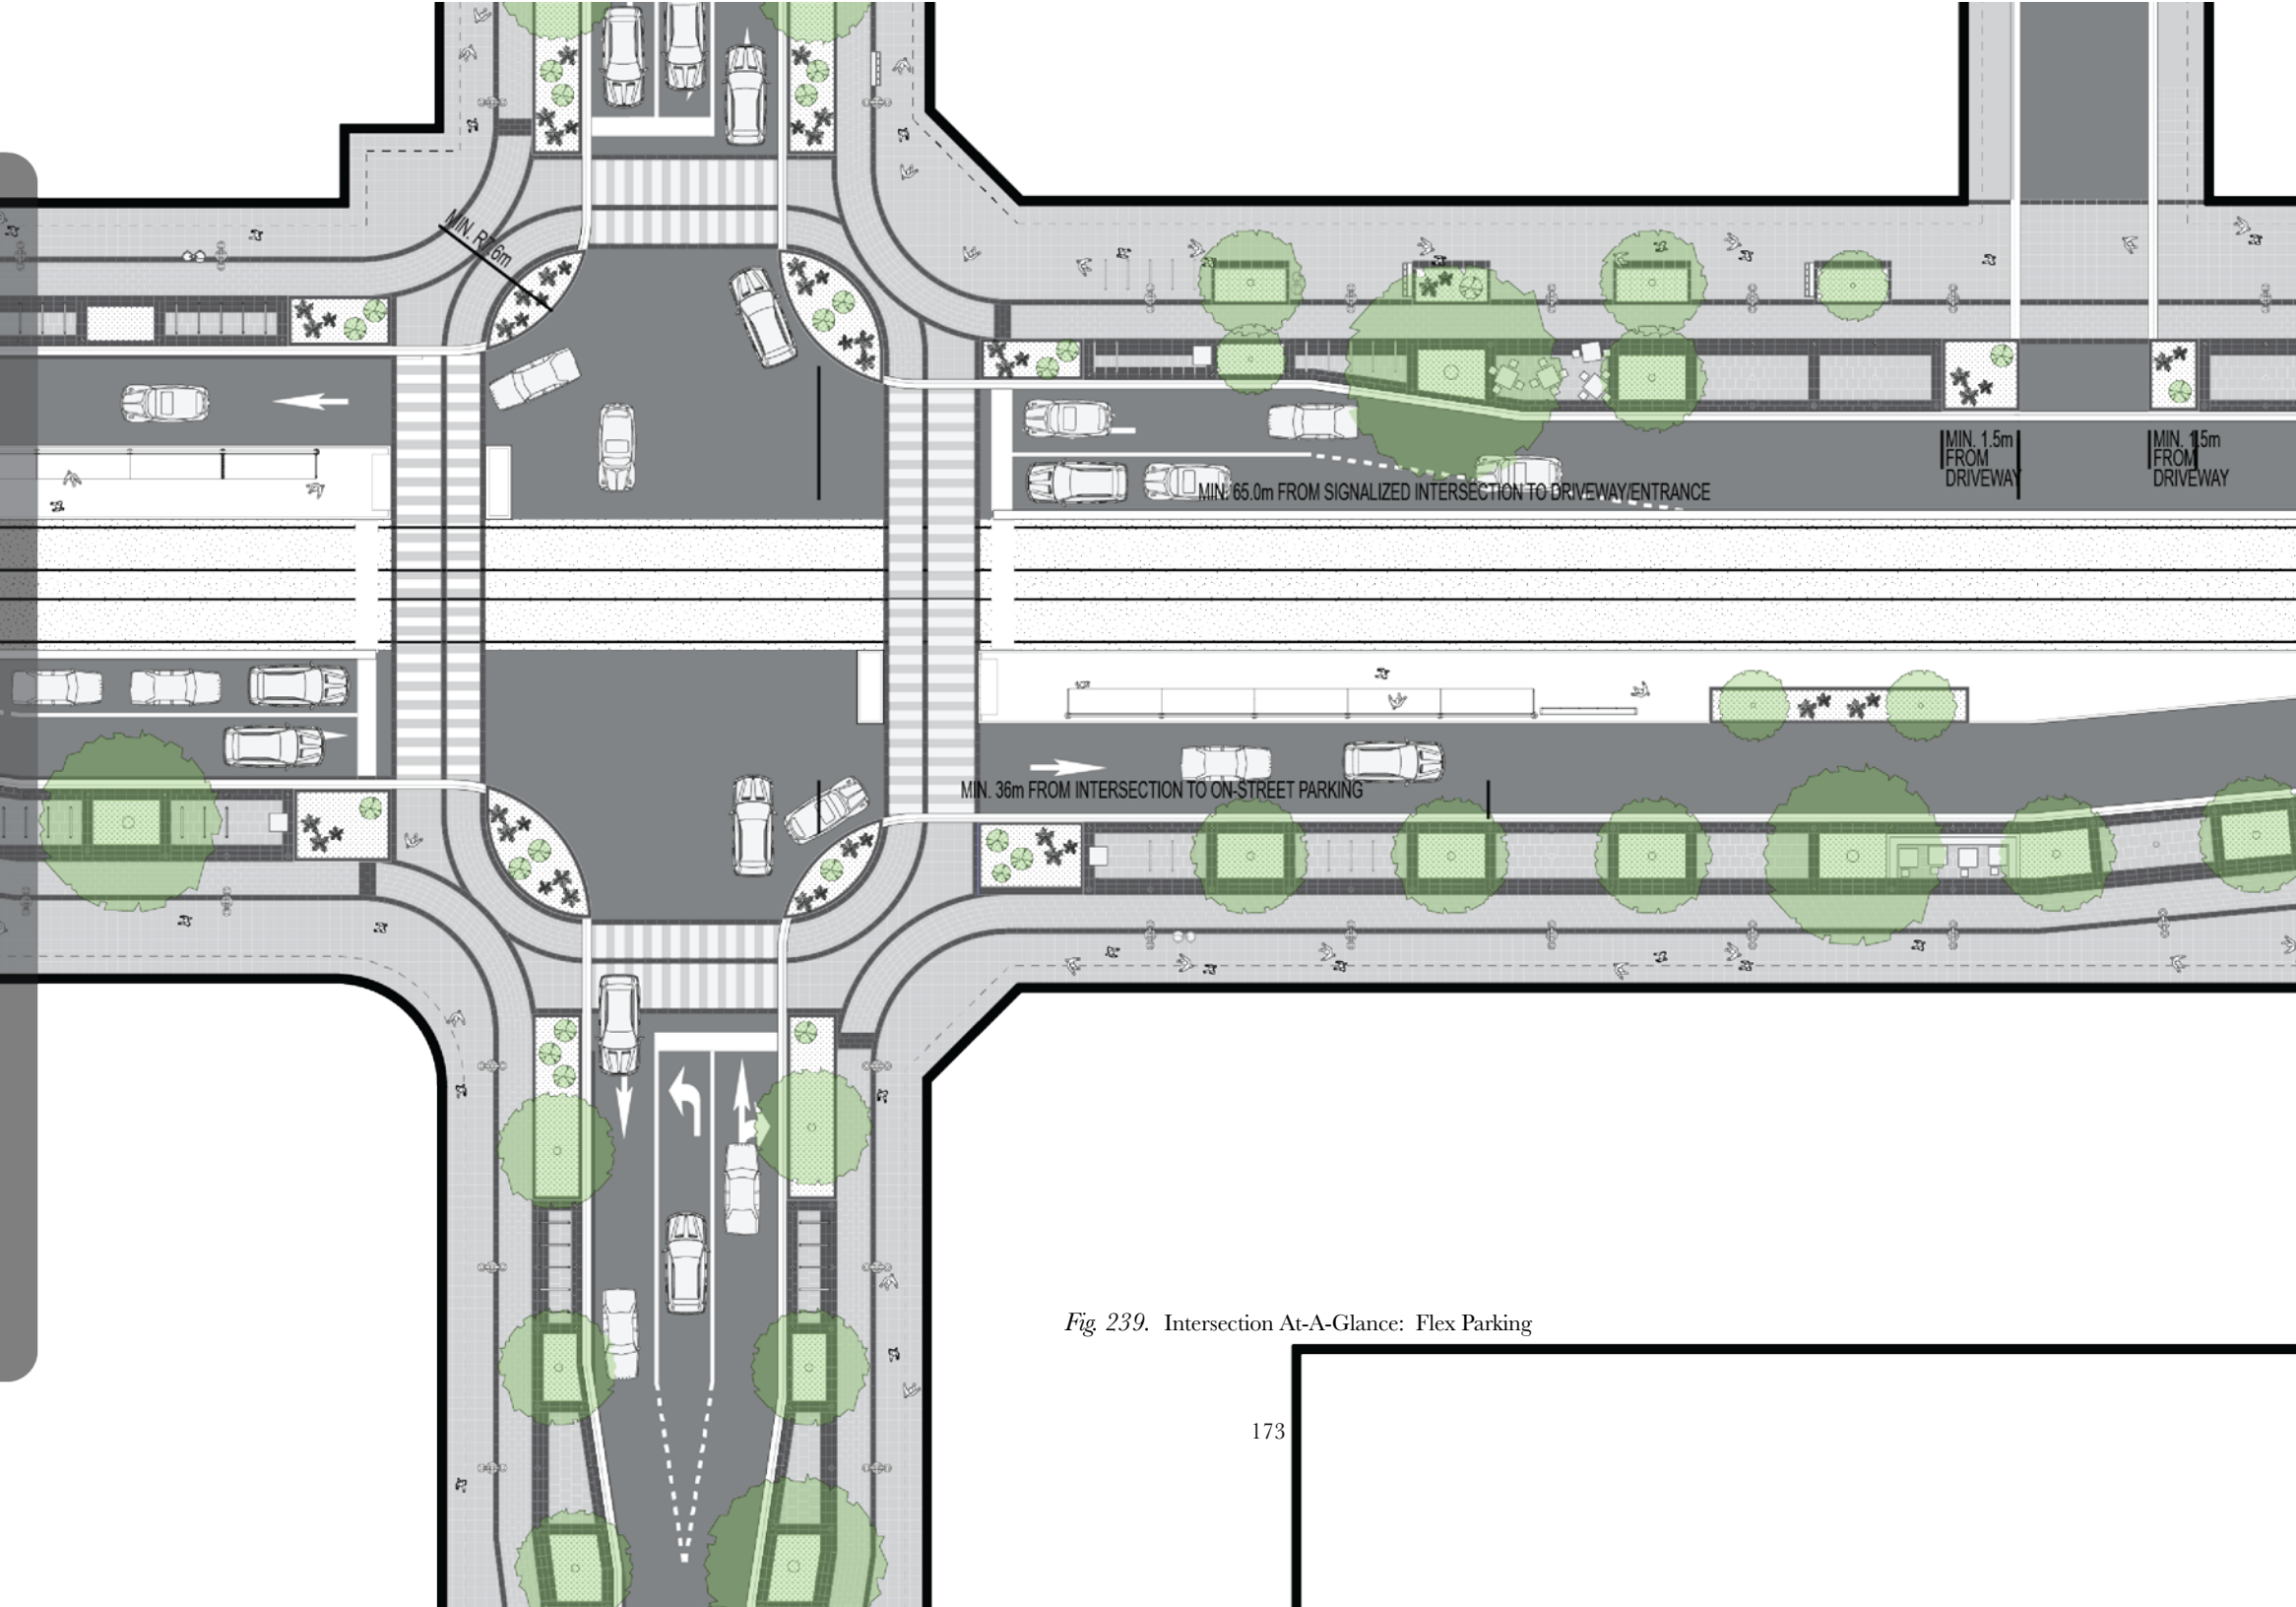 MIN. R7.6m
MIN. 1.5m
FROM
DRIVEWAY
MIN. 1.5m
FROM
DRIVEWAY
MIN. 65.0m FROM SIGNALIZED INTERSECTION TO DRIVEWAY/ENTRANCE
MIN. 36m FROM INTERSECTION TO ON-STREET PARKING
Fig. 239. Intersection At-A-Glance: Flex Parking
173